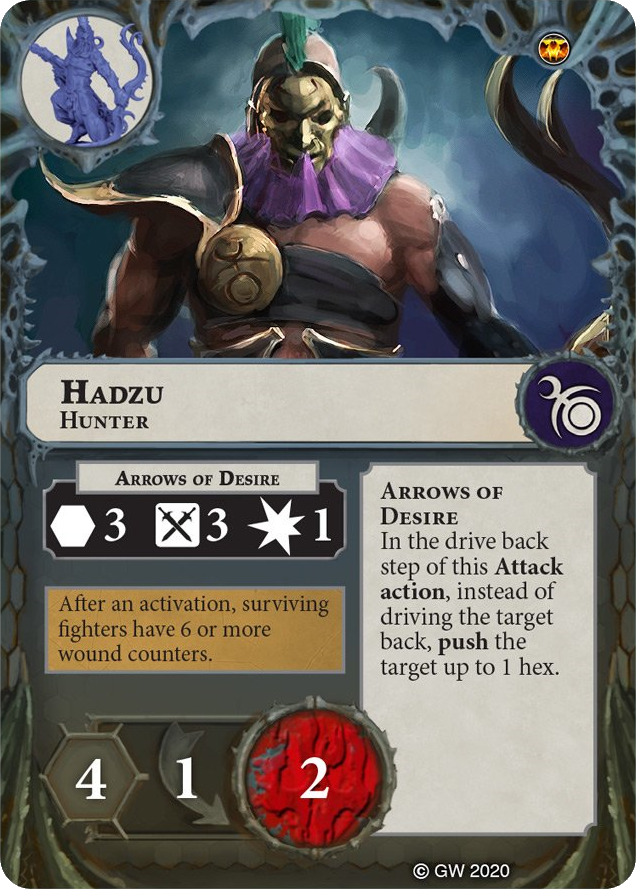 HADZU
HUNTER
ARROWS OF DESIRE
3 3 1
ARROWS OF
DESIRE
In the drive back
step of this Attack
action, instead of
driving the target
back, push the
target up to 1 hex.
After an activation, surviving
fighters have 6 or more
wound counters.
4 1 2
© GW 2020